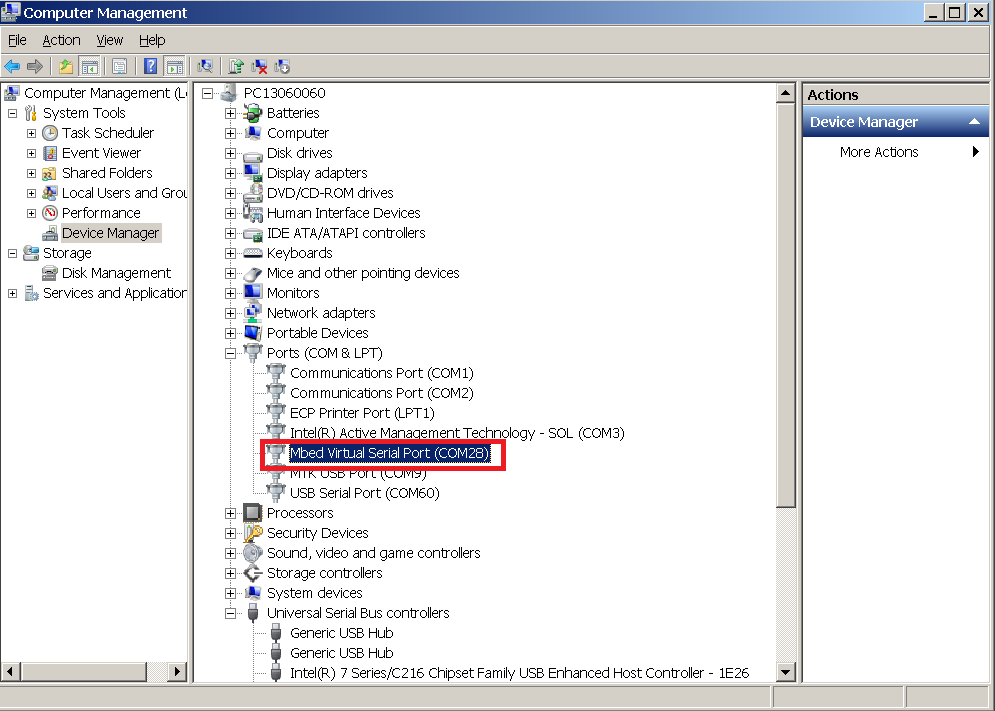 Computer Management
File Action View Help
Computer Management (Lo
System Tools
Task Scheduler
Event Viewer
Shared Folders
Local Users and Grou
Performance
Device Manager
Storage
Disk Management
Services and Application
PC13060060
Batteries
Computer
Disk drives
Display adapters
DVD/CD-ROM drives
Human Interface Devices
IDE ATA/ATAPI controllers
Keyboards
Mice and other pointing devices
Monitors
Network adapters
Portable Devices
Ports (COM & LPT)
Communications Port (COM1)
Communications Port (COM2)
ECP Printer Port (LPT1)
Intel(R) Active Management Technology - SOL (COM3)
Mbed Virtual Serial Port (COM28)
MTK USB Port (COM9)
USB Serial Port (COM60)
Processors
Security Devices
Sound, video and game controllers
Storage controllers
System devices
Universal Serial Bus controllers
Generic USB Hub
Generic USB Hub
Intel(R) 7 Series/C216 Chipset Family USB Enhanced Host Controller - 1E26
Actions
Device Manager
More Actions